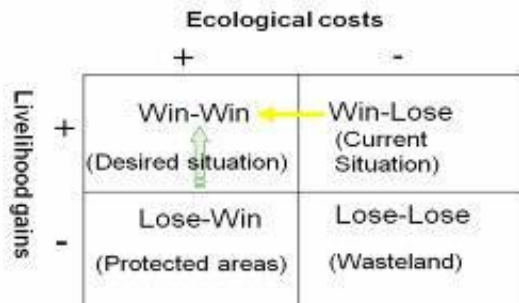 Ecological costs
+ -
Livelihood gains
+
Win-Win
(Desired situation)
Win-Lose
(Current
Situation)
-
Lose-Win
(Protected areas)
Lose-Lose
(Wasteland)